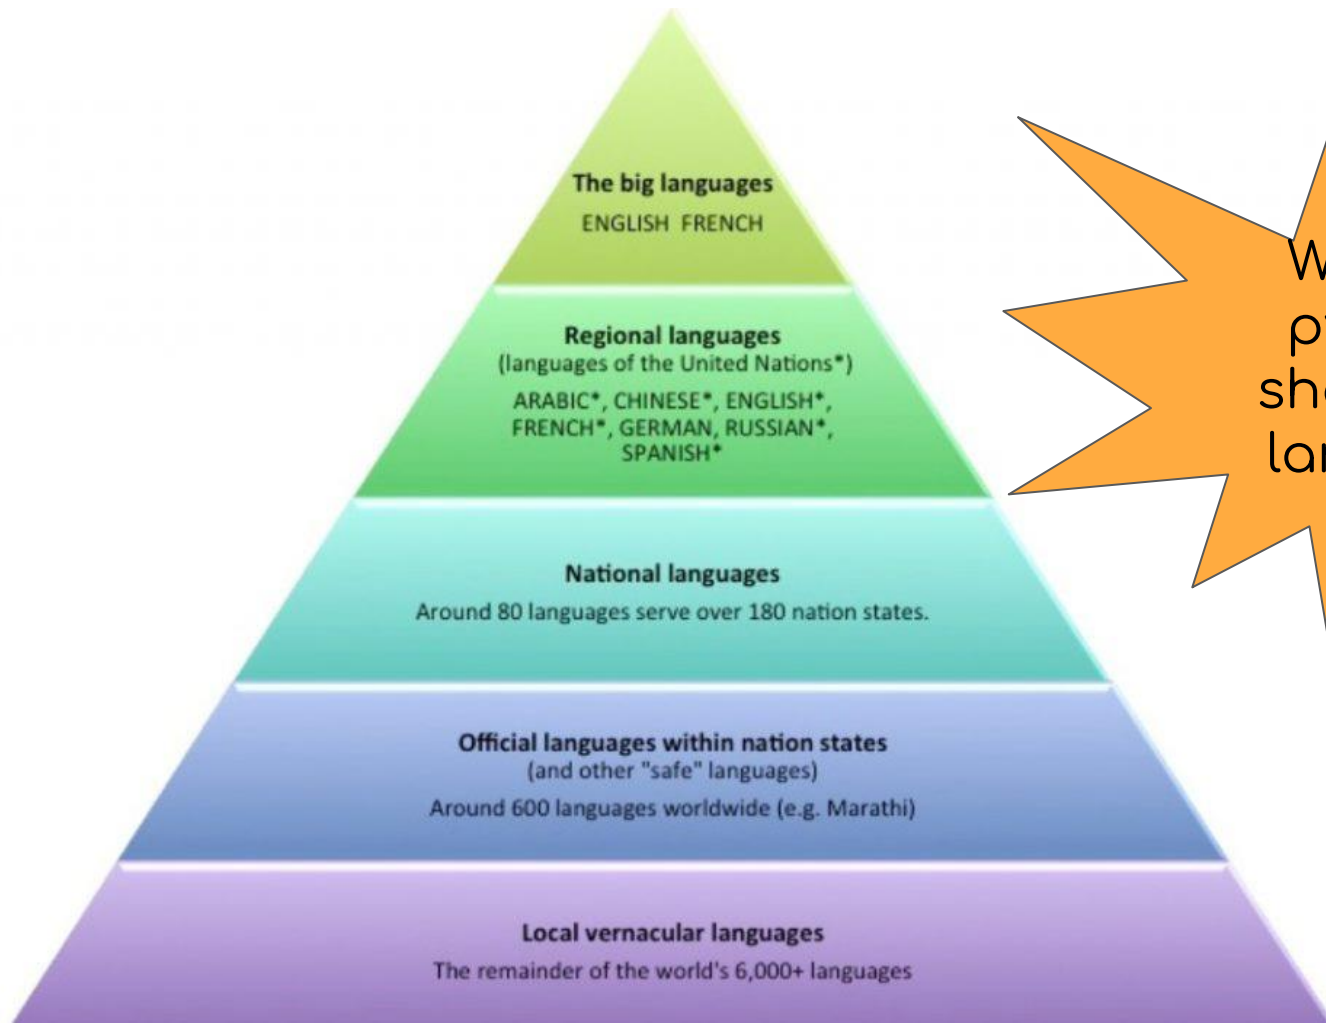 The big languages
ENGLISH FRENCH
Regional languages
(languages of the United Nations*)
ARABIC*, CHINESE*, ENGLISH*,
FRENCH*, GERMAN, RUSSIAN*,
SPANISH*
National languages
Around 80 languages serve over 180 nation states.
Official languages within nation states
(and other "safe" languages)
Around 600 languages worldwide (e.g. Marathi)
Local vernacular languages
The remainder of the world's 6,000+ languages